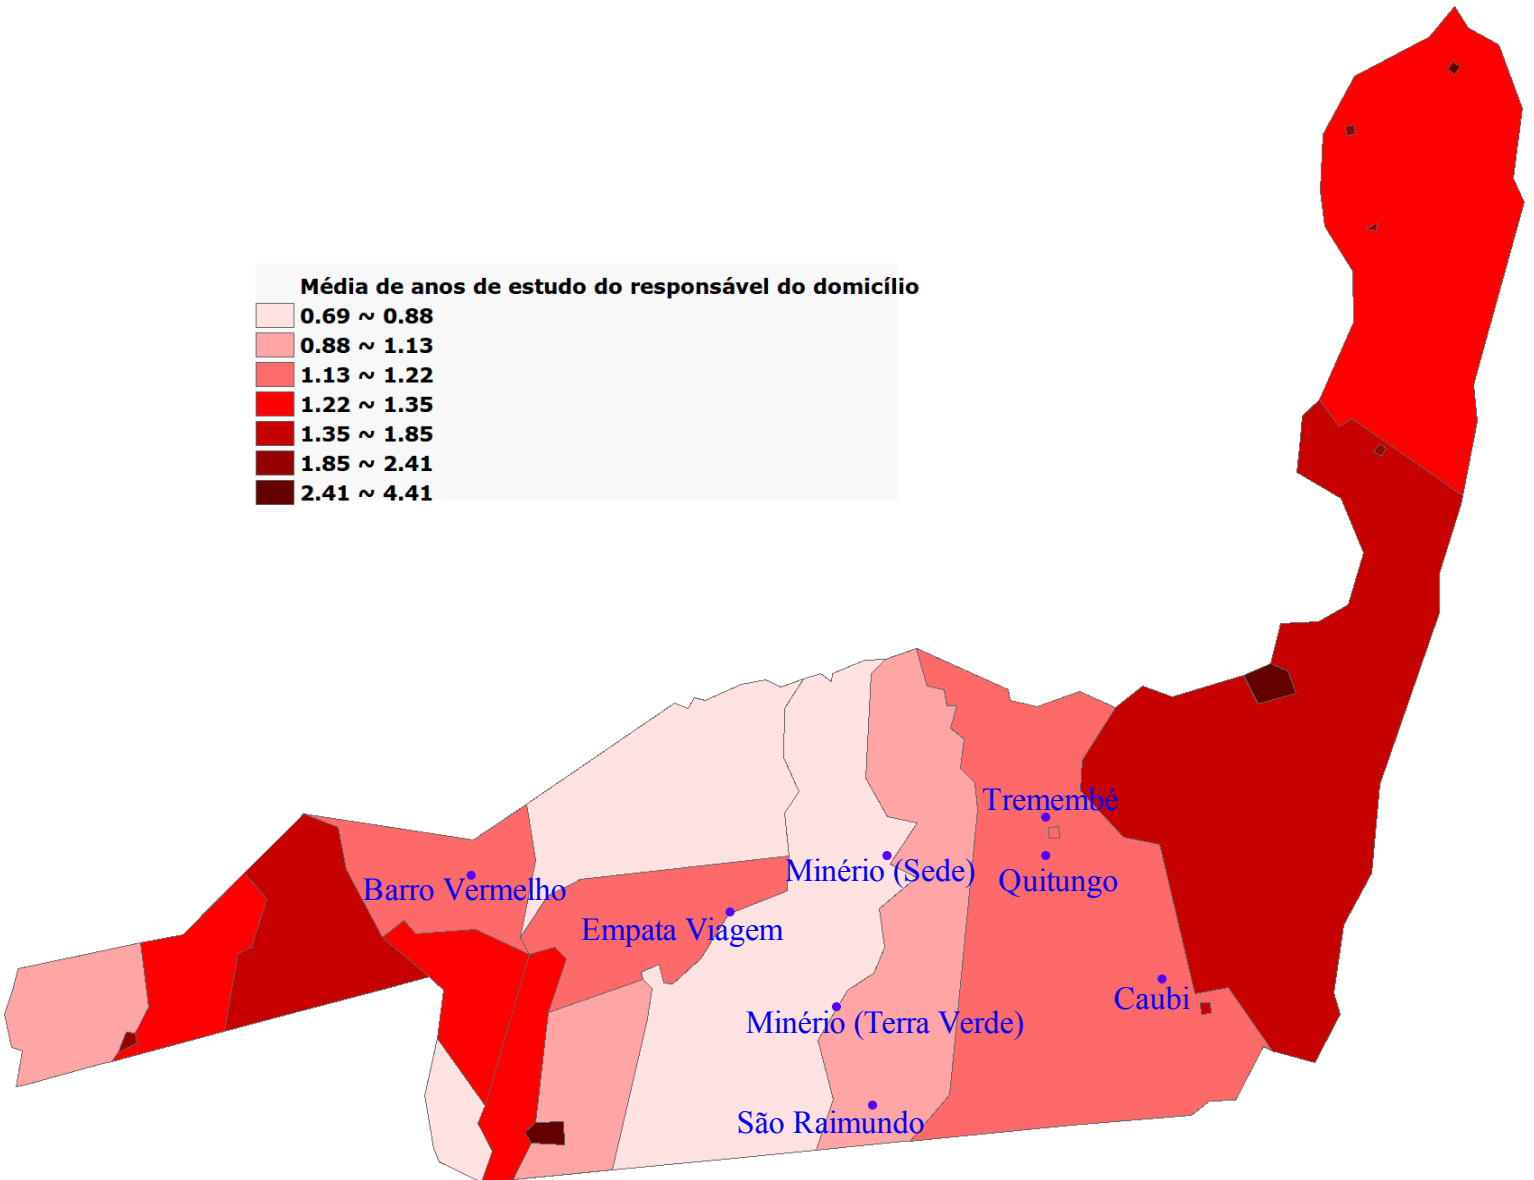 Média de anos de estudo do responsável do domicílio
0.69 ~ 0.88
0.88 ~ 1.13
1.13 ~ 1.22
1.22 ~ 1.35
1.35 ~ 1.85
1.85 ~ 2.41
2.41 ~ 4.41
Tremembé
Minério (Sede)
Quitungo
Barro Vermelho
Empata Viagem
Caubi
Minério (Terra Verde)
São Raimundo